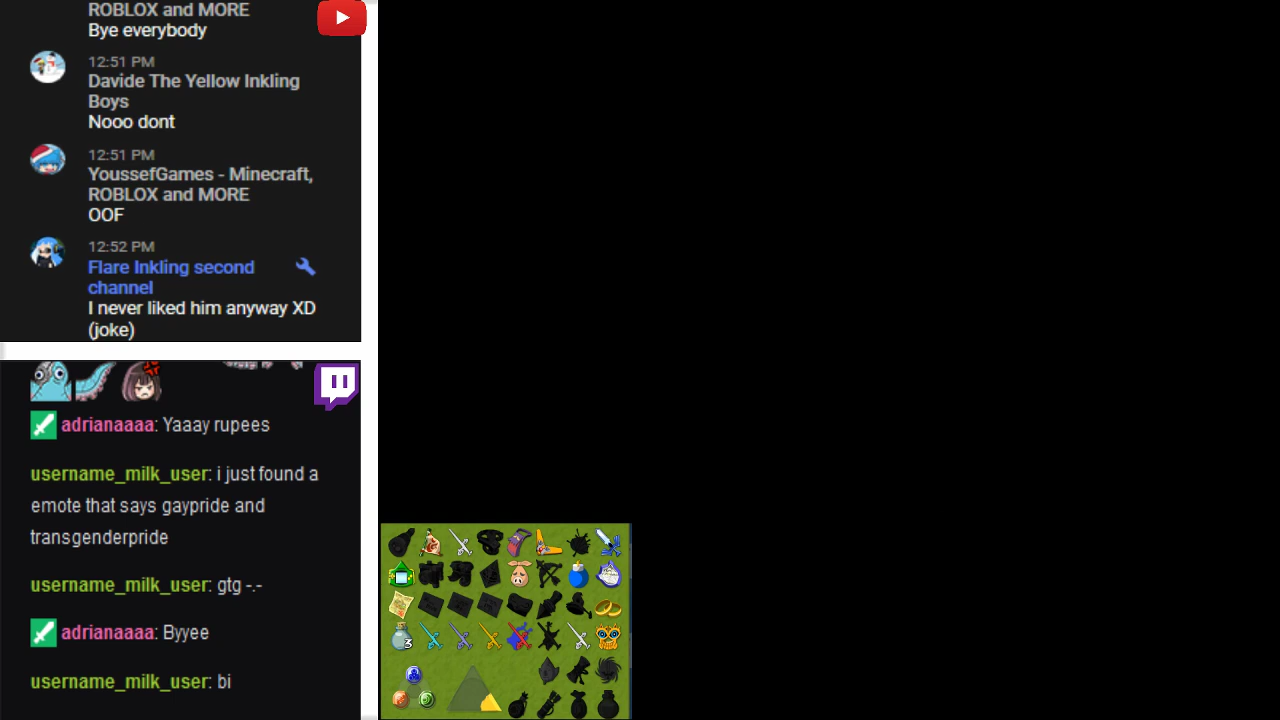 ROBLOX and MORE
Bye everybody
12:51 PM
Davide The Yellow Inkling
Boys
Nooo dont
12:51 PM
YoussefGames - Minecraft,
ROBLOX and MORE
OOF
12:52 PM
Flare Inkling second
channel
I never liked him anyway XD
(joke)
adrianaaaa: Yaaay rupees
username_milk_user: i just found a
emote that says gaypride and
transgenderpride
username_milk_user: gtg -.-
adrianaaaa: Byyee
username_milk_user: bi
3